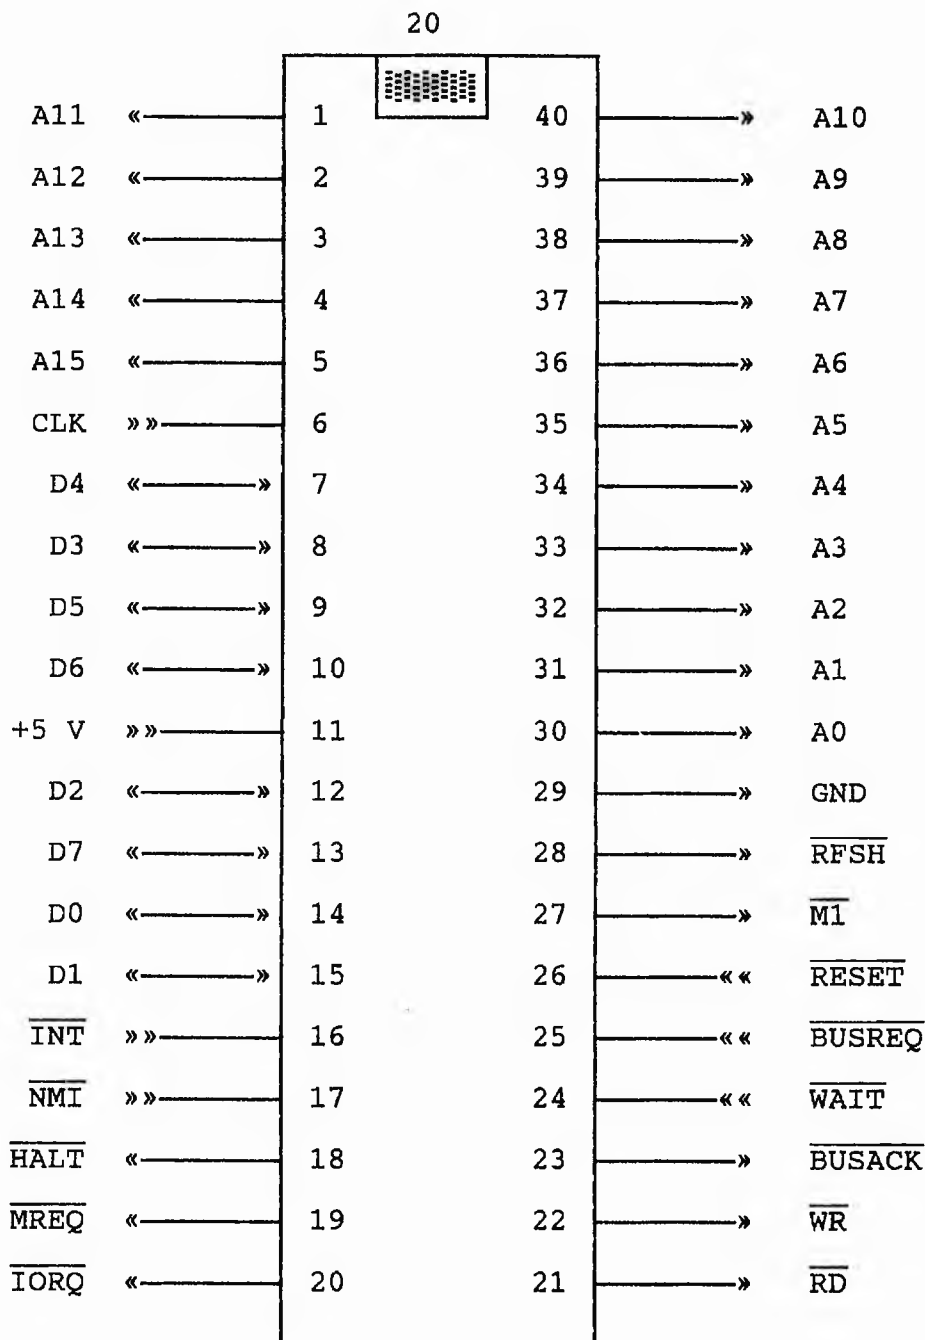 20
A11 « 1 40 » A10
A12 « 2 39 » A9
A13 « 3 38 » A8
A14 « 4 37 » A7
A15 « 5 36 » A6
CLK »» 6 35 » A5
D4 « » 7 34 » A4
D3 « » 8 33 » A3
D5 « » 9 32 » A2
D6 « » 10 31 » A1
+5 V »» 11 30 » A0
D2 « » 12 29 » GND
D7 « » 13 28 » RFSH
D0 « » 14 27 » M1
D1 « » 15 26 «« RESET
INT »» 16 25 «« BUSREQ
NMI »» 17 24 «« WAIT
HALT « 18 23 » BUSACK
MREQ « 19 22 » WR
IORQ « 20 21 » RD